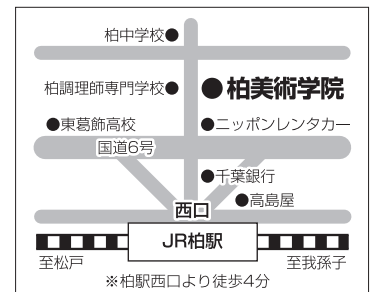 柏中学校●
柏調理師専門学校●
●柏美術学院
●東葛飾高校
●ニッポンレンタカー
国道6号
●千葉銀行
●高島屋
西口
JR柏駅
至松戸
至我孫子
※柏駅西口より徒歩4分